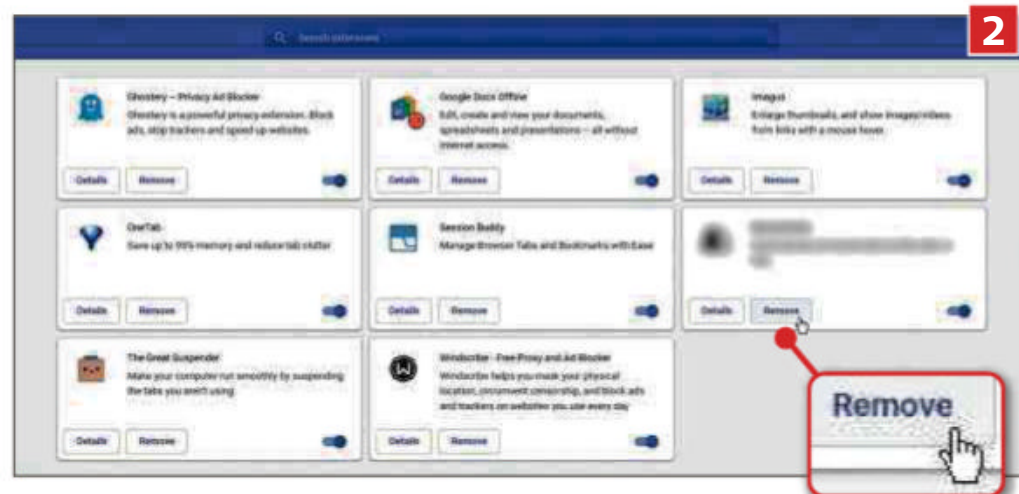 2
Search extensions
Ghostery – Privacy Ad Blocker
Ghostery is a powerful privacy extension. Block
ads, stop trackers and speed up websites.
Details Remove
Google Docs Offline
Edit, create and view your documents,
spreadsheets and presentations – all without
internet access.
Details Remove
Imagus
Enlarge thumbnails, and show images/videos
from links with a mouse hover.
Details Remove
OneTab
Save up to 95% memory and reduce tab clutter
Details Remove
Session Buddy
Manage Browser Tabs and Bookmarks with Ease
Details Remove
Details Remove
The Great Suspender
Make your computer run smoothly by suspending
the tabs you aren't using
Details Remove
Windscribe - Free Proxy and Ad Blocker
Windscribe helps you mask your physical
location, circumvent censorship, and block ads
and trackers on websites you use every day
Details Remove
Remove